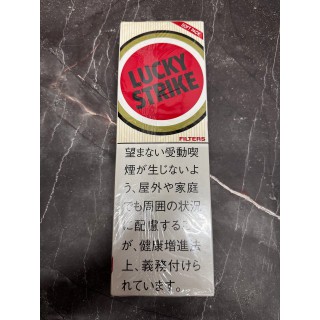 SOFT PACK
LUCKY
STRIKE
FILTERS
望まない受動喫
煙が生じないよ
う、屋外や家庭
でも周囲の状況
に配慮することが
、健康増進法
上、義務付けら
れています。